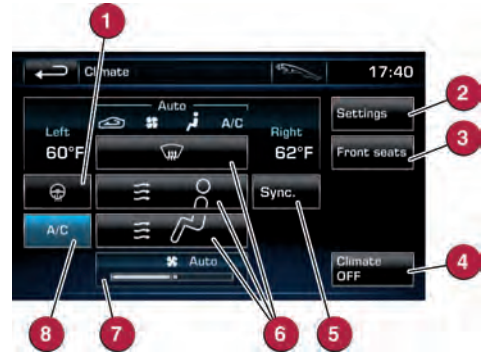 1
Climate
17:40
Auto
A/C
Left
Right
60°F
62°F
Settings
2
Front seats
3
Sync.
A/C
Auto
Climate
OFF
4
8
7
6
5